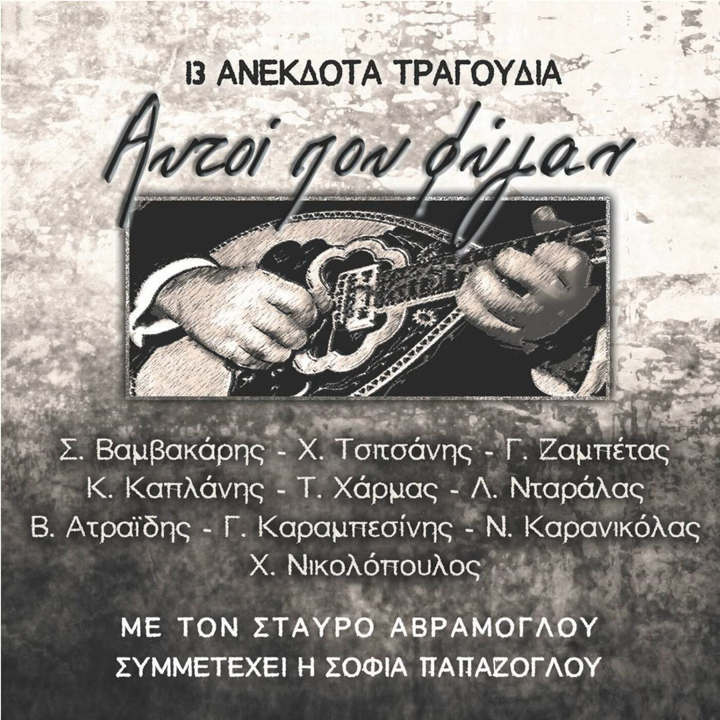 13 ΑΝΕΚΔΟΤΑ ΤΡΑΓΟΥΔΙΑ
Αυτοί που φύγαν
Σ. Βαμβακάρης - Χ. Τσιτσάνης - Γ. Ζαμπέτας
Κ. Καπλάνης - Τ. Χάρμας - Λ. Νταράλας
Β. Ατραΐδης - Γ. Καραμπεσίνης - Ν. Καρανικόλας
Χ. Νικολόπουλος
ΜΕ ΤΟΝ ΣΤΑΥΡΟ ΑΒΡΑΜΟΓΛΟΥ
ΣΥΜΜΕΤΕΧΕΙ Η ΣΟΦΙΑ ΠΑΠΑΖΟΓΛΟΥ